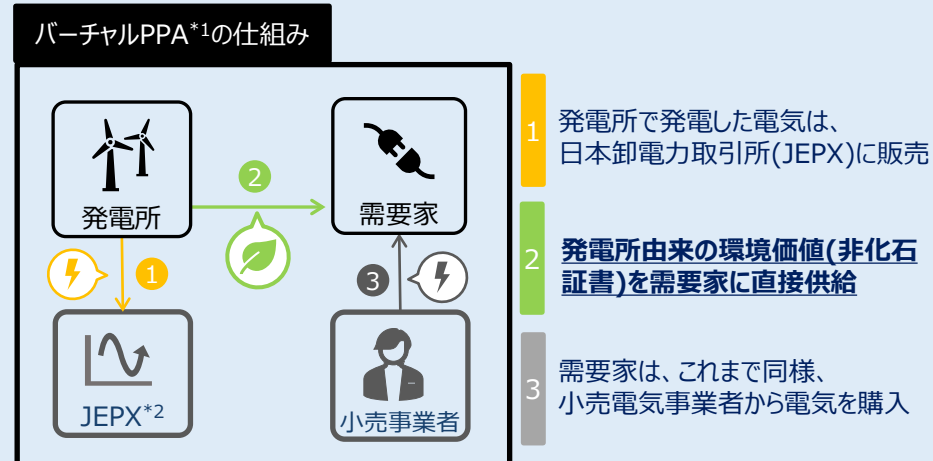 バーチャルPPA*1の仕組み
発電所
2
需要家
1
3
JEPX*2
小売事業者
1
発電所で発電した電気は、
日本卸電力取引所(JEPX)に販売
2
発電所由来の環境価値(非化石
証書)を需要家に直接供給
3
需要家は、これまで同様、
小売電気事業者から電気を購入